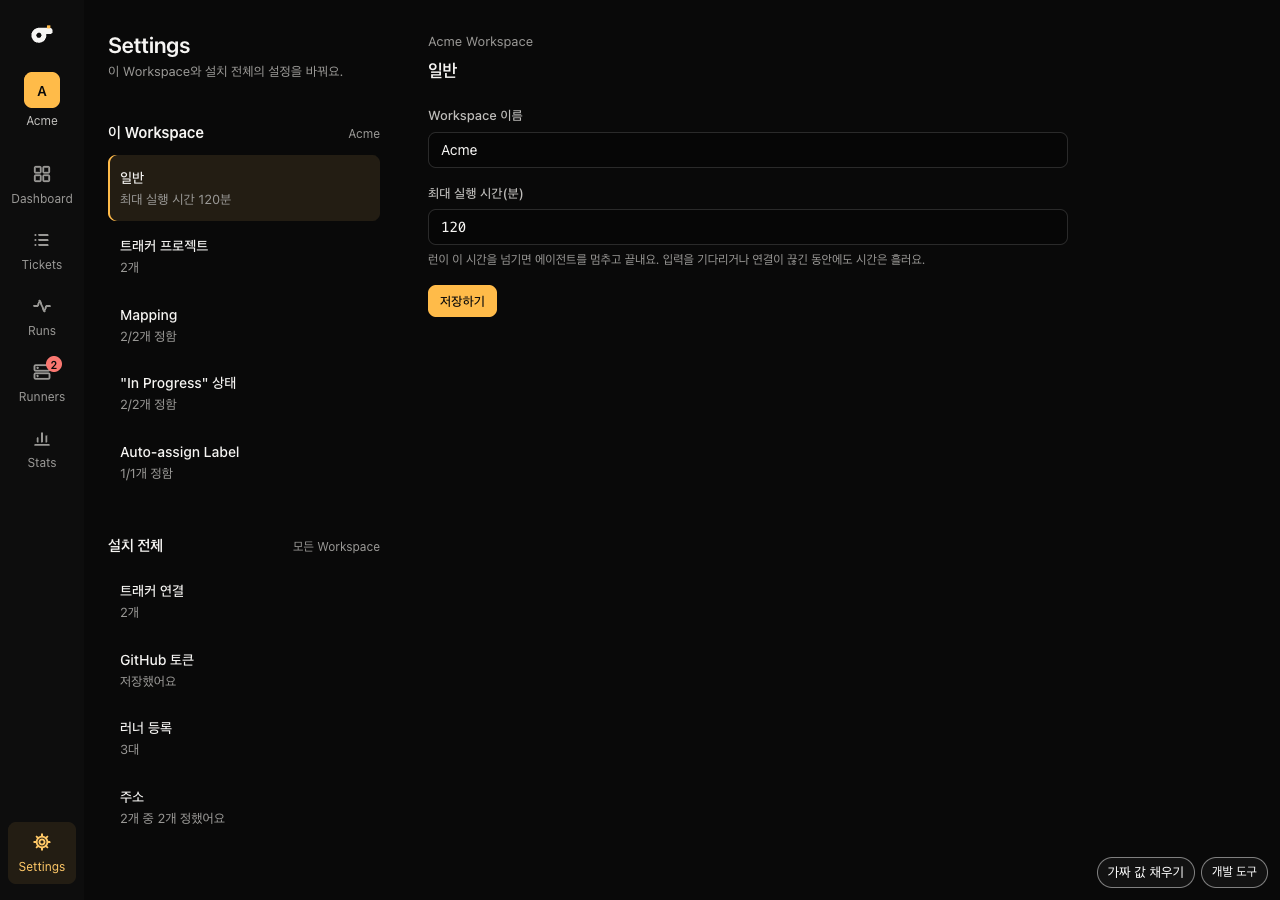 A
Acme
Dashboard
Tickets
Runs
2
Runners
Stats
Settings
Settings
이 Workspace와 설치 전체의 설정을 바꿔요.
이 Workspace
Acme
일반
최대 실행 시간 120분
트래커 프로젝트
2개
Mapping
2/2개 정함
"In Progress" 상태
2/2개 정함
Auto-assign Label
1/1개 정함
설치 전체
모든 Workspace
트래커 연결
2개
GitHub 토큰
저장했어요
러너 등록
3대
주소
2개 중 2개 정했어요
Acme Workspace
일반
Workspace 이름
Acme
최대 실행 시간(분)
120
런이 이 시간을 넘기면 에이전트를 멈추고 끝내요. 입력을 기다리거나 연결이 끊긴 동안에도 시간은 흘러요.
저장하기
가짜 값 채우기
개발 도구